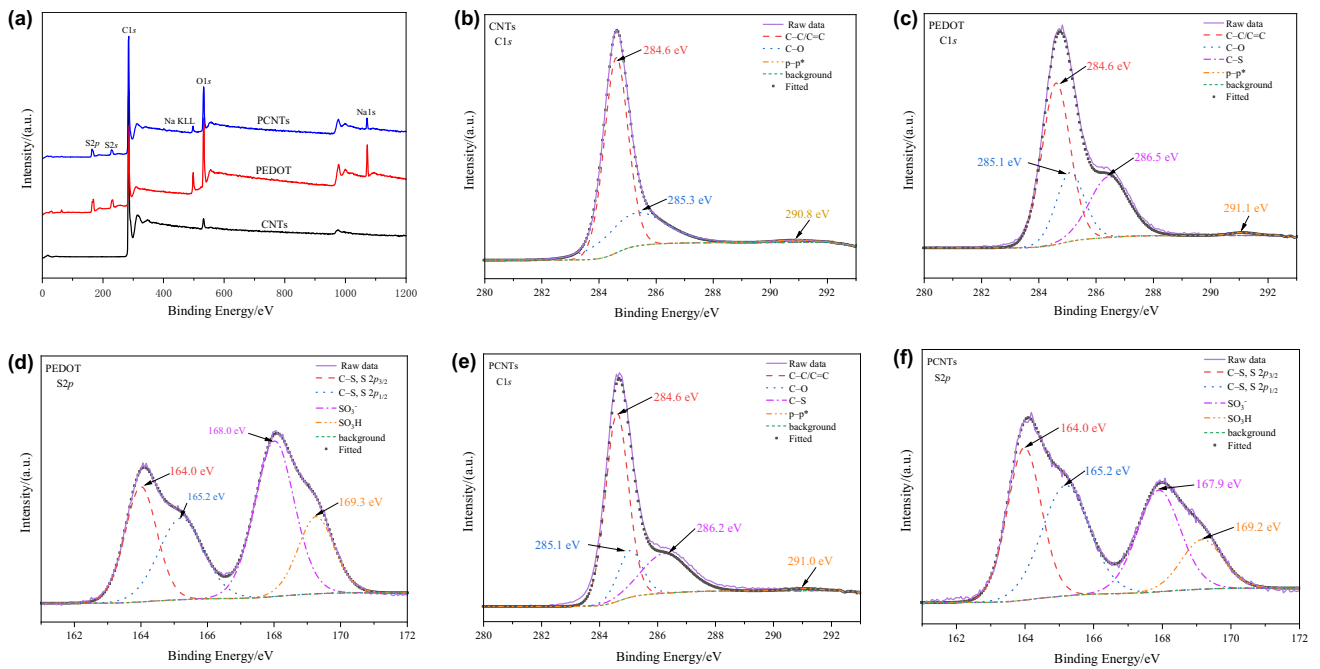 (a)
C1s
O1s
Na1s
Na KLL
S2p
S2s
PCNTs
PEDOT
CNTs
Intensity/(a.u.)
0 200 400 600 800 1000 1200
Binding Energy/eV
(b)
CNTs
C1s
Raw data
C–C/C=C
C–O
p–p*
background
Fitted
284.6 eV
285.3 eV
290.8 eV
Intensity/(a.u.)
280 282 284 286 288 290 292
Binding Energy/eV
(c)
PEDOT
C1s
Raw data
C–C/C=C
C–O
C–S
p–p*
background
Fitted
284.6 eV
285.1 eV
286.5 eV
291.1 eV
Intensity/(a.u.)
280 282 284 286 288 290 292
Binding Energy/eV
(d)
PEDOT
S2p
Raw data
C–S, S 2p3/2
C–S, S 2p1/2
SO3-
SO3H
background
Fitted
164.0 eV
165.2 eV
168.0 eV
169.3 eV
Intensity/(a.u.)
162 164 166 168 170 172
Binding Energy/eV
(e)
PCNTs
C1s
Raw data
C–C/C=C
C–O
C–S
p–p*
background
Fitted
284.6 eV
285.1 eV
286.2 eV
291.0 eV
Intensity/(a.u.)
280 282 284 286 288 290 292
Binding Energy/eV
(f)
PCNTs
S2p
Raw data
C–S, S 2p3/2
C–S, S 2p1/2
SO3-
SO3H
background
Fitted
164.0 eV
165.2 eV
167.9 eV
169.2 eV
Intensity/(a.u.)
162 164 166 168 170 172
Binding Energy/eV